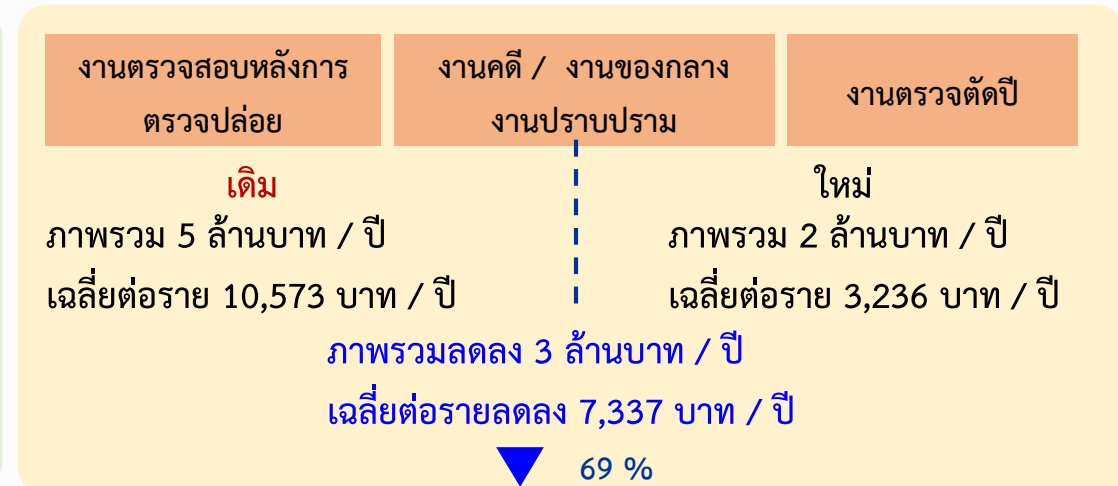 งานตรวจสอบหลังการ
ตรวจปล่อย
งานคดี / งานของกลาง
งานปราบปราม
งานตรวจตัดปี
เดิม
ภาพรวม 5 ล้านบาท / ปี
เฉลี่ยต่อราย 10,573 บาท / ปี
ใหม่
ภาพรวม 2 ล้านบาท / ปี
เฉลี่ยต่อราย 3,236 บาท / ปี
ภาพรวมลดลง 3 ล้านบาท / ปี
เฉลี่ยต่อรายลดลง 7,337 บาท / ปี
69 %